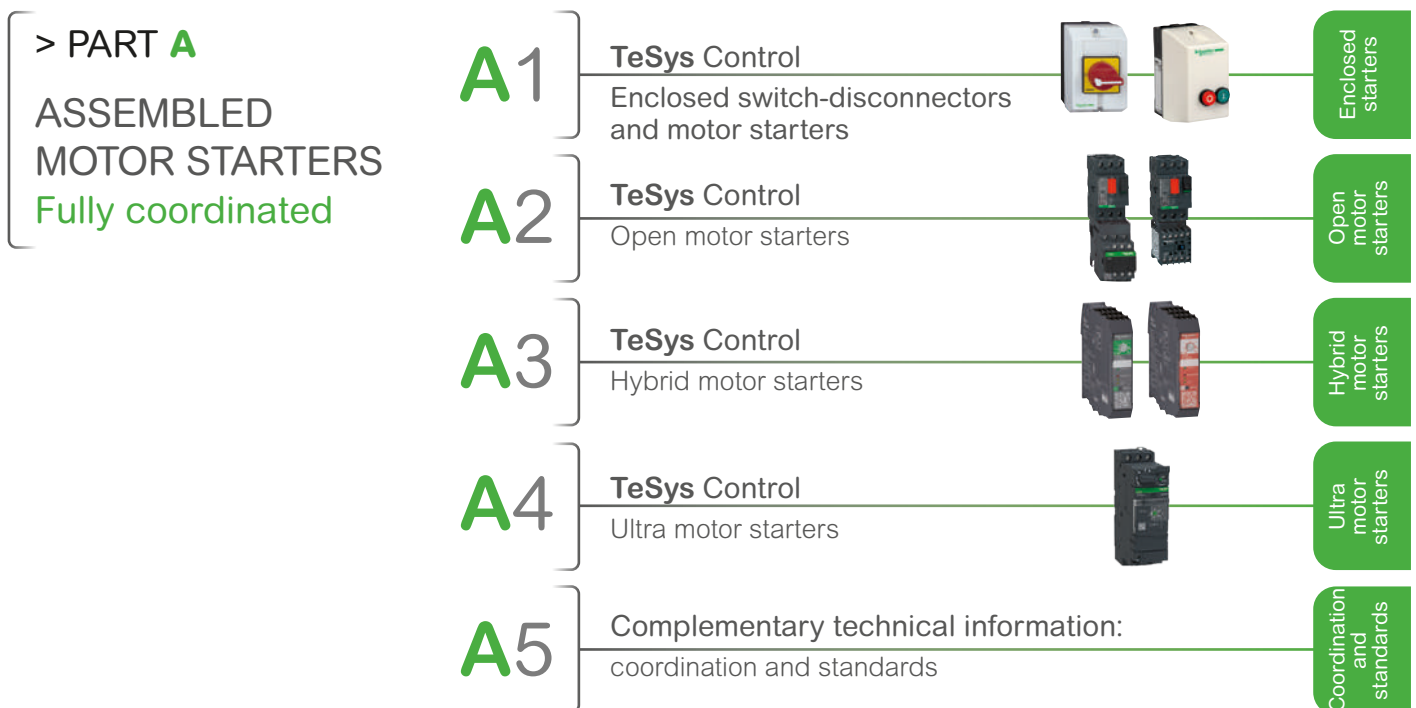 > PART A
ASSEMBLED
MOTOR STARTERS
Fully coordinated
A1
TeSys Control
Enclosed switch-disconnectors
and motor starters
Enclosed
starters
A2
TeSys Control
Open motor starters
Open
motor
starters
A3
TeSys Control
Hybrid motor starters
Hybrid
motor
starters
A4
TeSys Control
Ultra motor starters
Ultra
motor
starters
A5
Complementary technical information:
coordination and standards
Coordination
and
standards